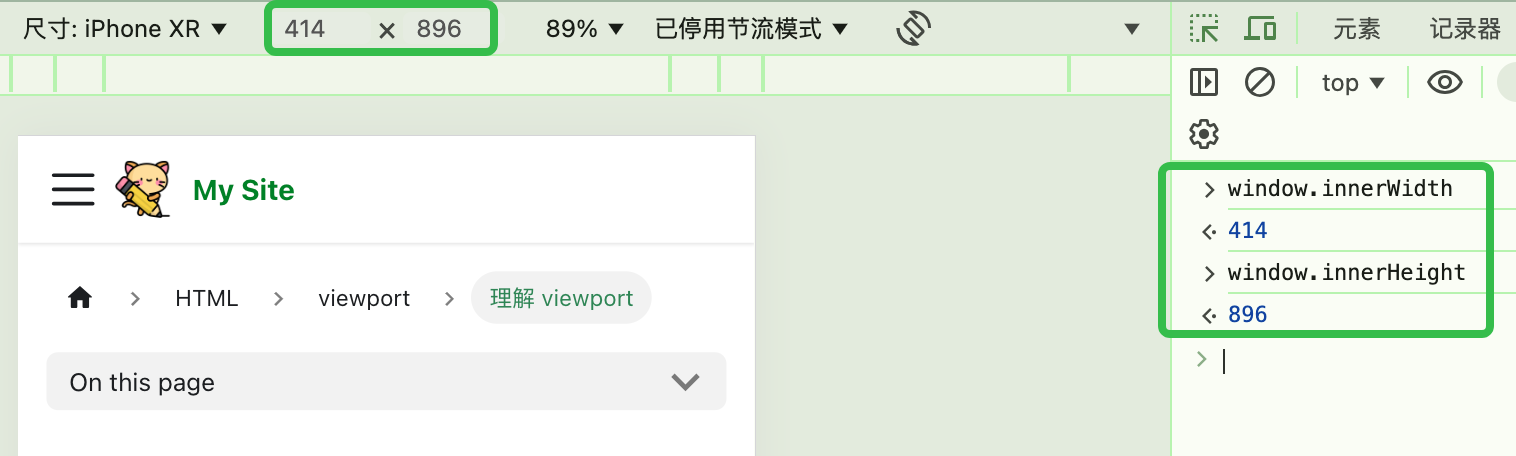 尺寸: iPhone XR 414 × 896 89% 已停用节流模式
元素 记录器
top
My Site
HTML viewport 理解 viewport
On this page
window.innerWidth
414
window.innerHeight
896